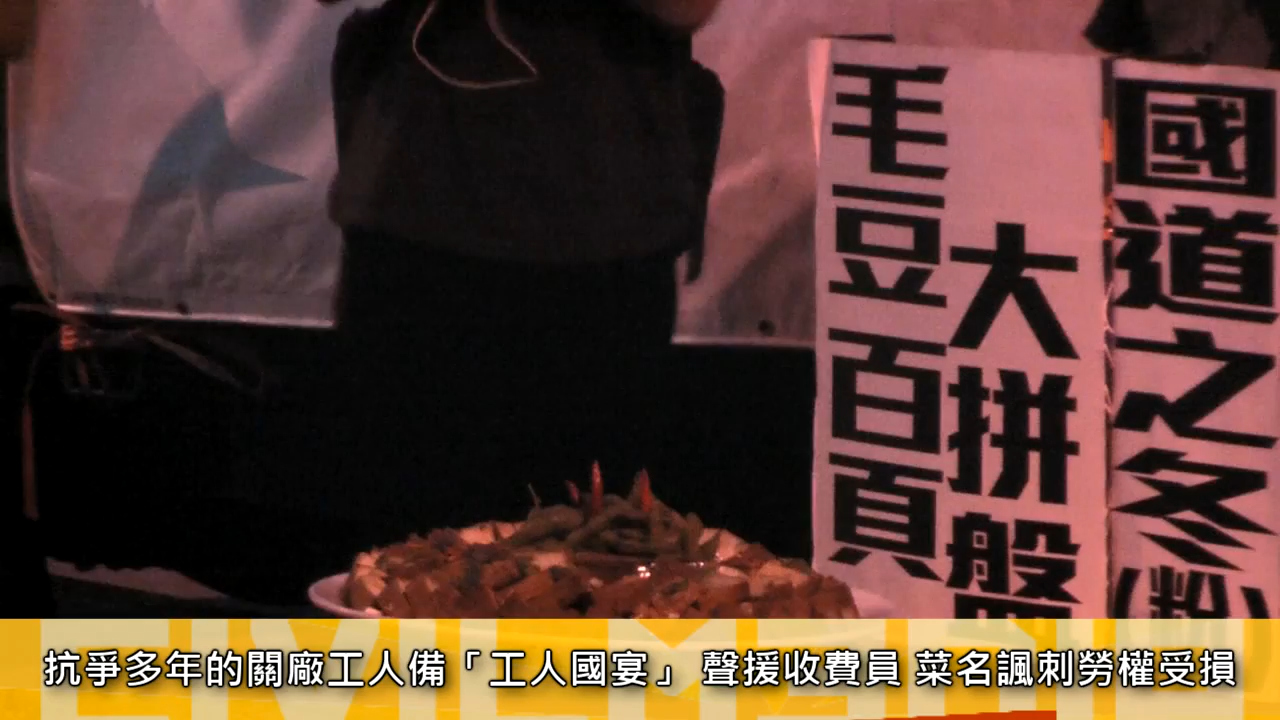 國道之冬(粉)
大拼盤
毛豆百頁
抗爭多年的關廠工人備「工人國宴」 聲援收費員 菜名諷刺勞權受損